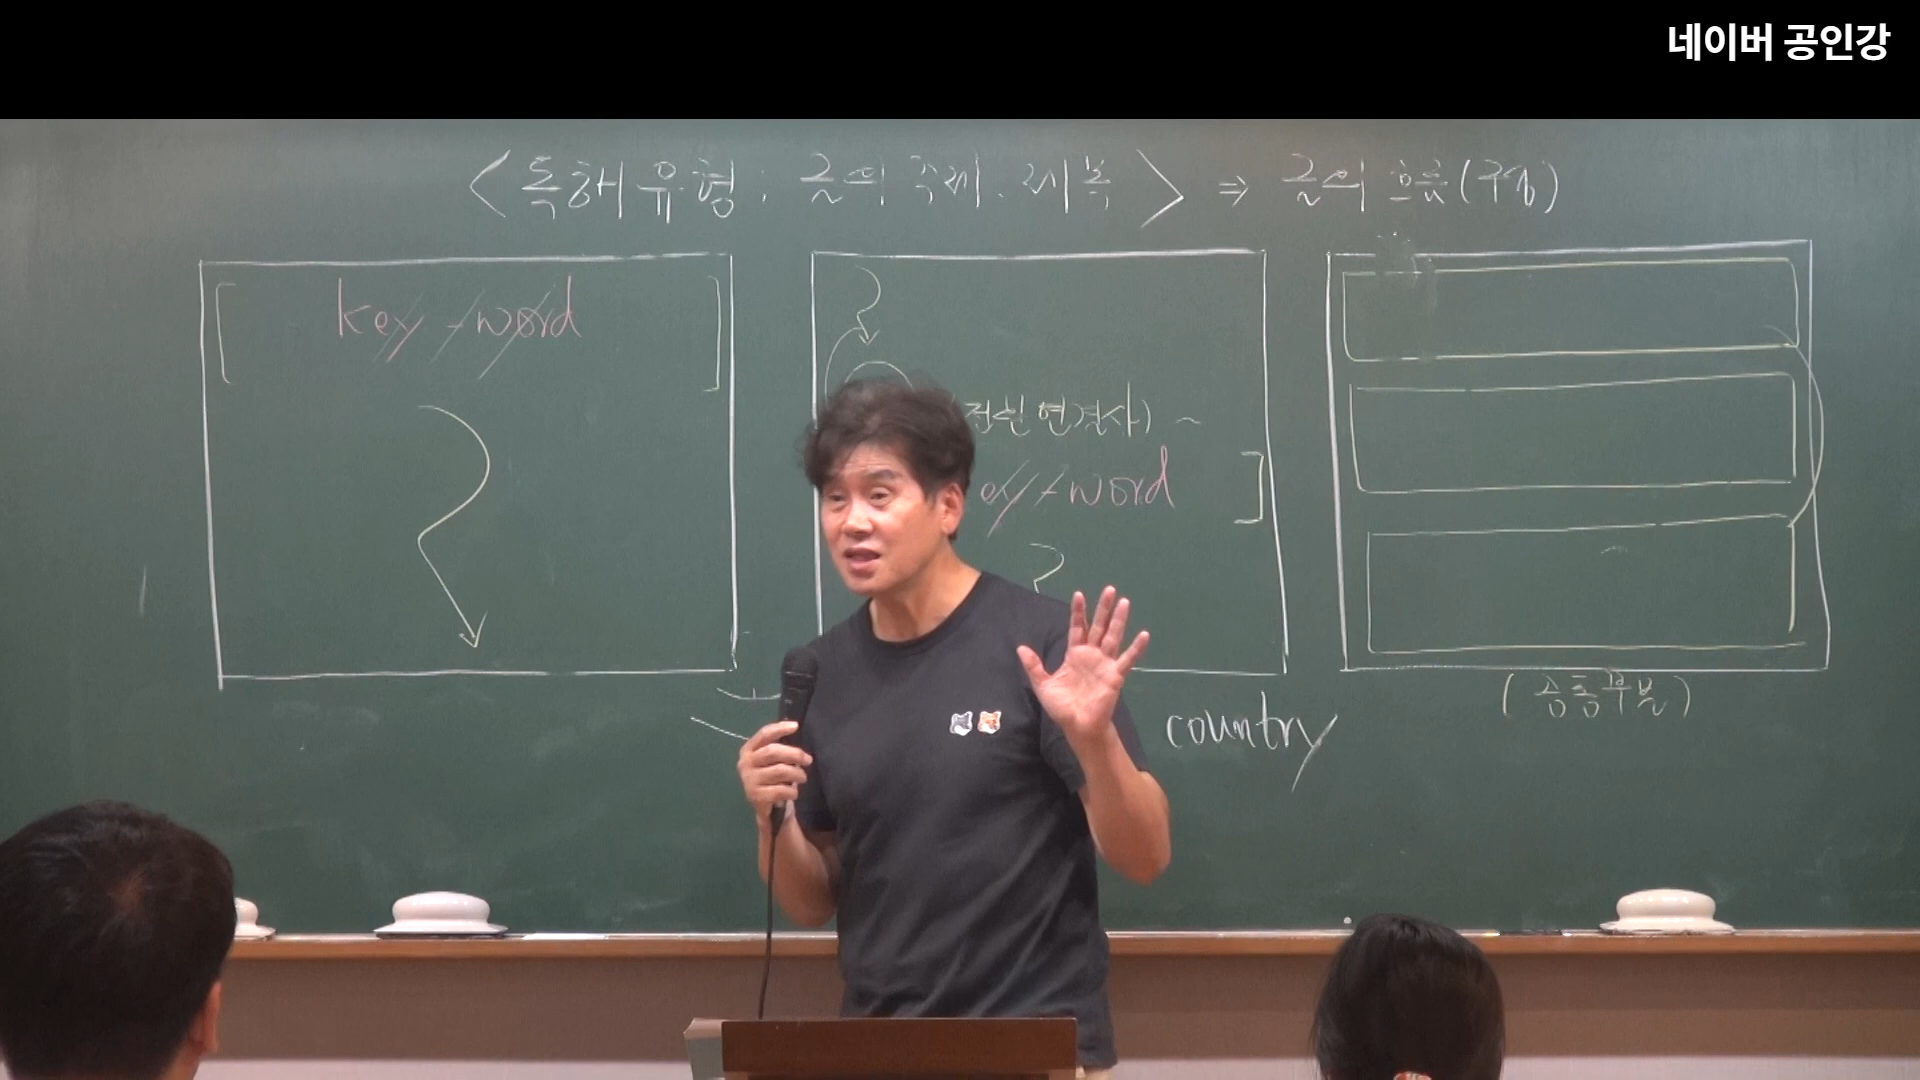 네이버 공인강
<독해유형: 글의 주제. 제목> ⇒ 글의 흐름(구성)
key-word
전환 연결사) ~
ey-word
(공통부분)
country